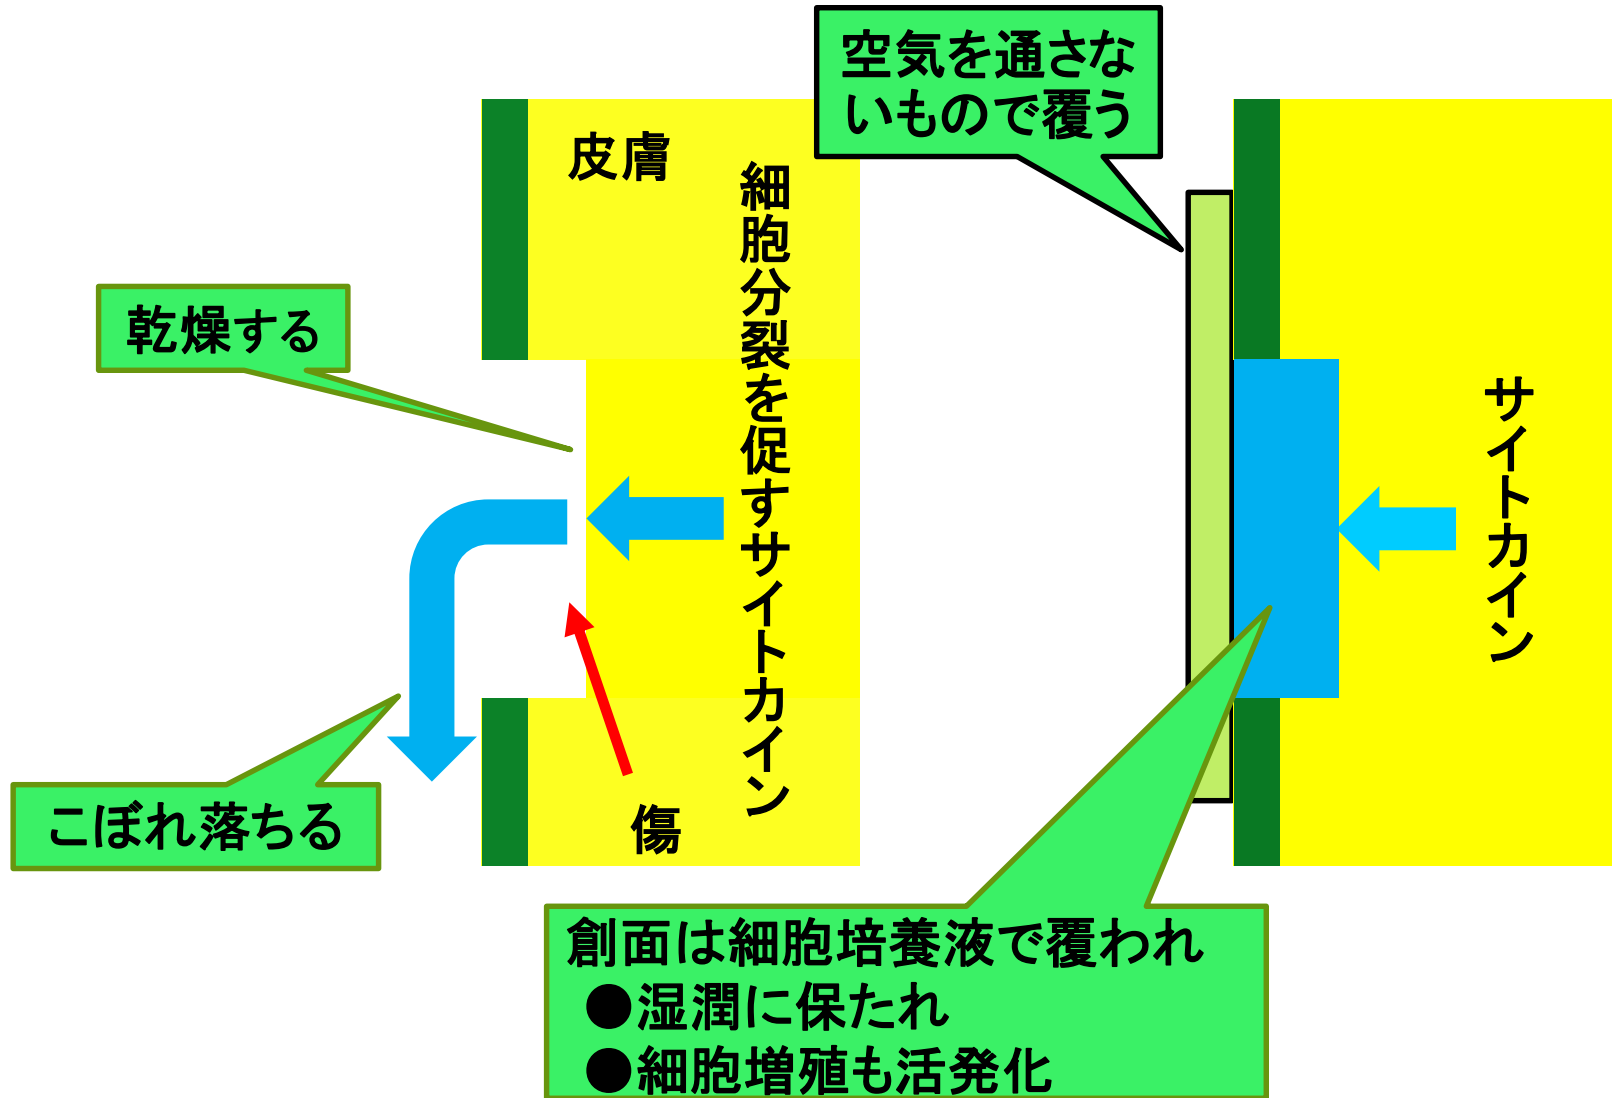 空気を通さな
いもので覆う
皮膚
細胞分裂を促すサイトカイン
乾燥する
サイトカイン
こぼれ落ちる
傷
創面は細胞培養液で覆われ
●湿潤に保たれ
●細胞増殖も活発化